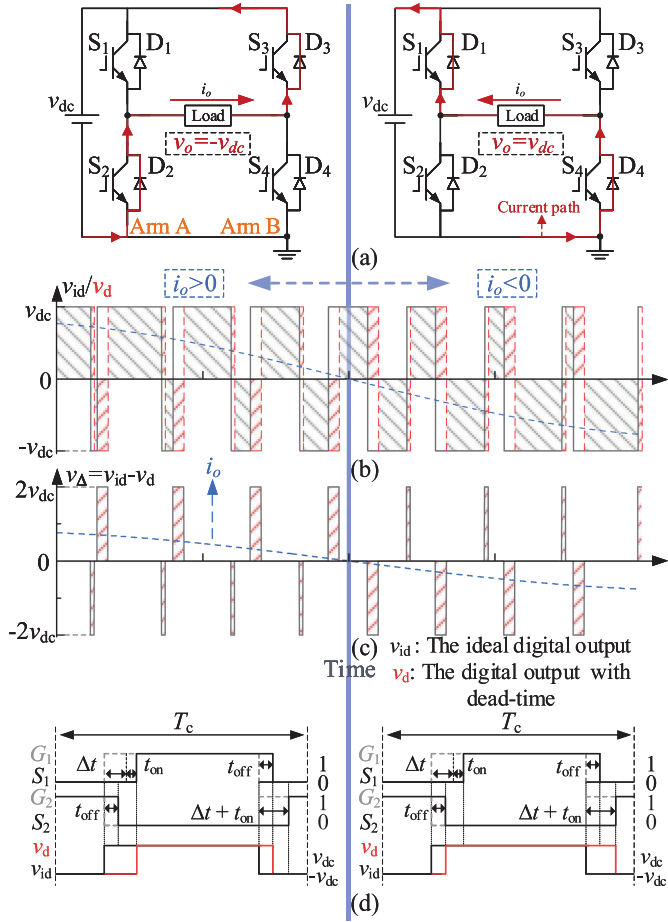 S1 D1 S3 D3
io
vdc Load
vo=-vdc
S2 D2 S4 D4
Arm A Arm B
S1 D1 S3 D3
io
vdc Load
vo=vdc
S2 D2 S4 D4
Current path
(a)
vid/vd io>0 io<0
vdc
0
-vdc
(b)
vΔ=vid-vd io
2vdc
0
-2vdc
(c)
Time
vid: The ideal digital output
vd: The digital output with
dead-time
Tc
G1 Δt ton toff 1
S1 0
G2 toff Δt + ton 1
S2 0
vd vdc
vid -vdc
Tc
G1 Δt ton toff 1
S1 0
G2 toff Δt + ton 1
S2 0
vd vdc
vid -vdc
(d)